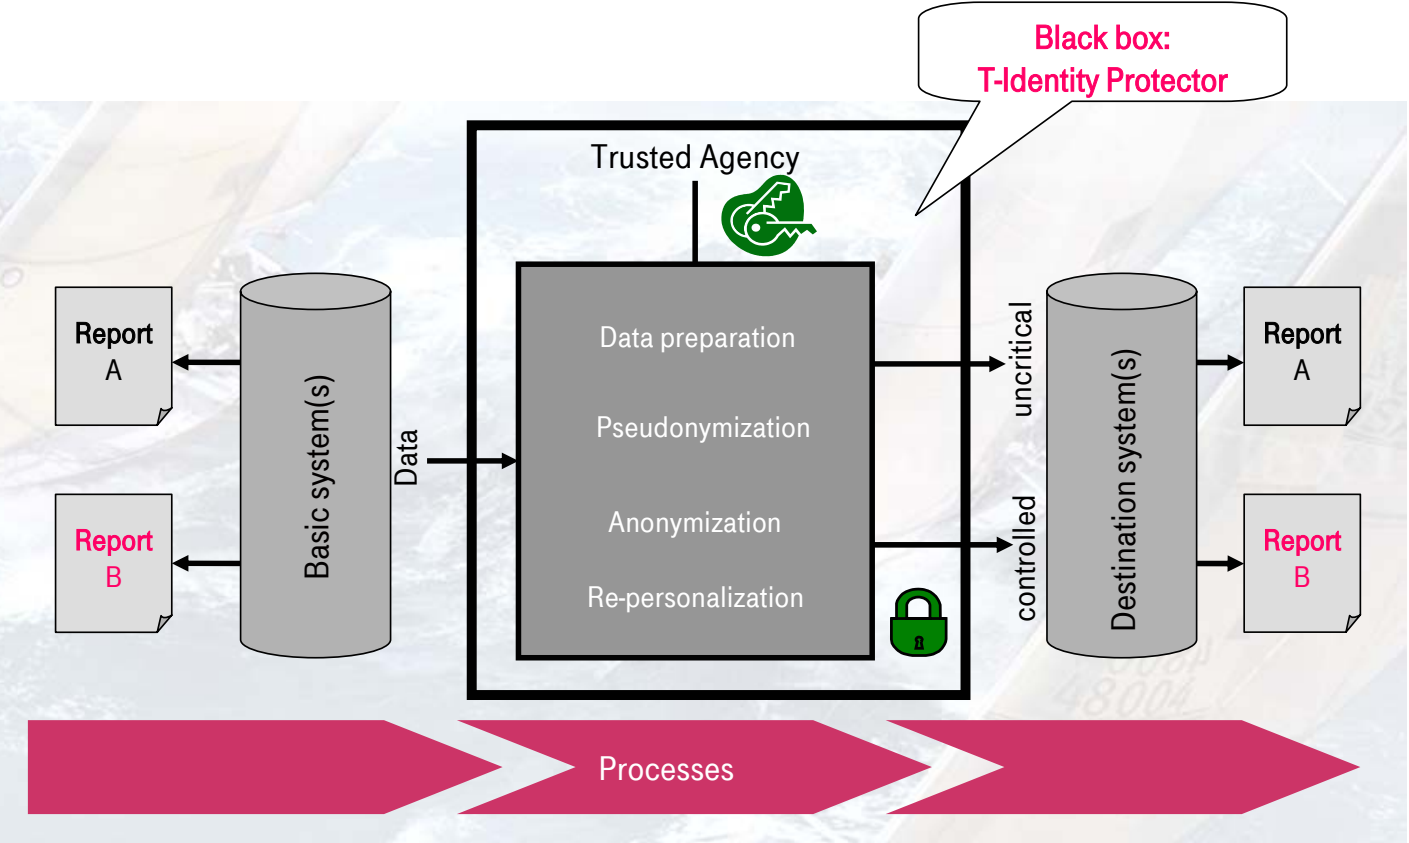 Black box:
T-Identity Protector
Trusted Agency
Report
A
Report
B
Basic system(s)
Data
Data preparation
Pseudonymization
Anonymization
Re-personalization
uncritical
controlled
Destination system(s)
Report
A
Report
B
48004
Processes